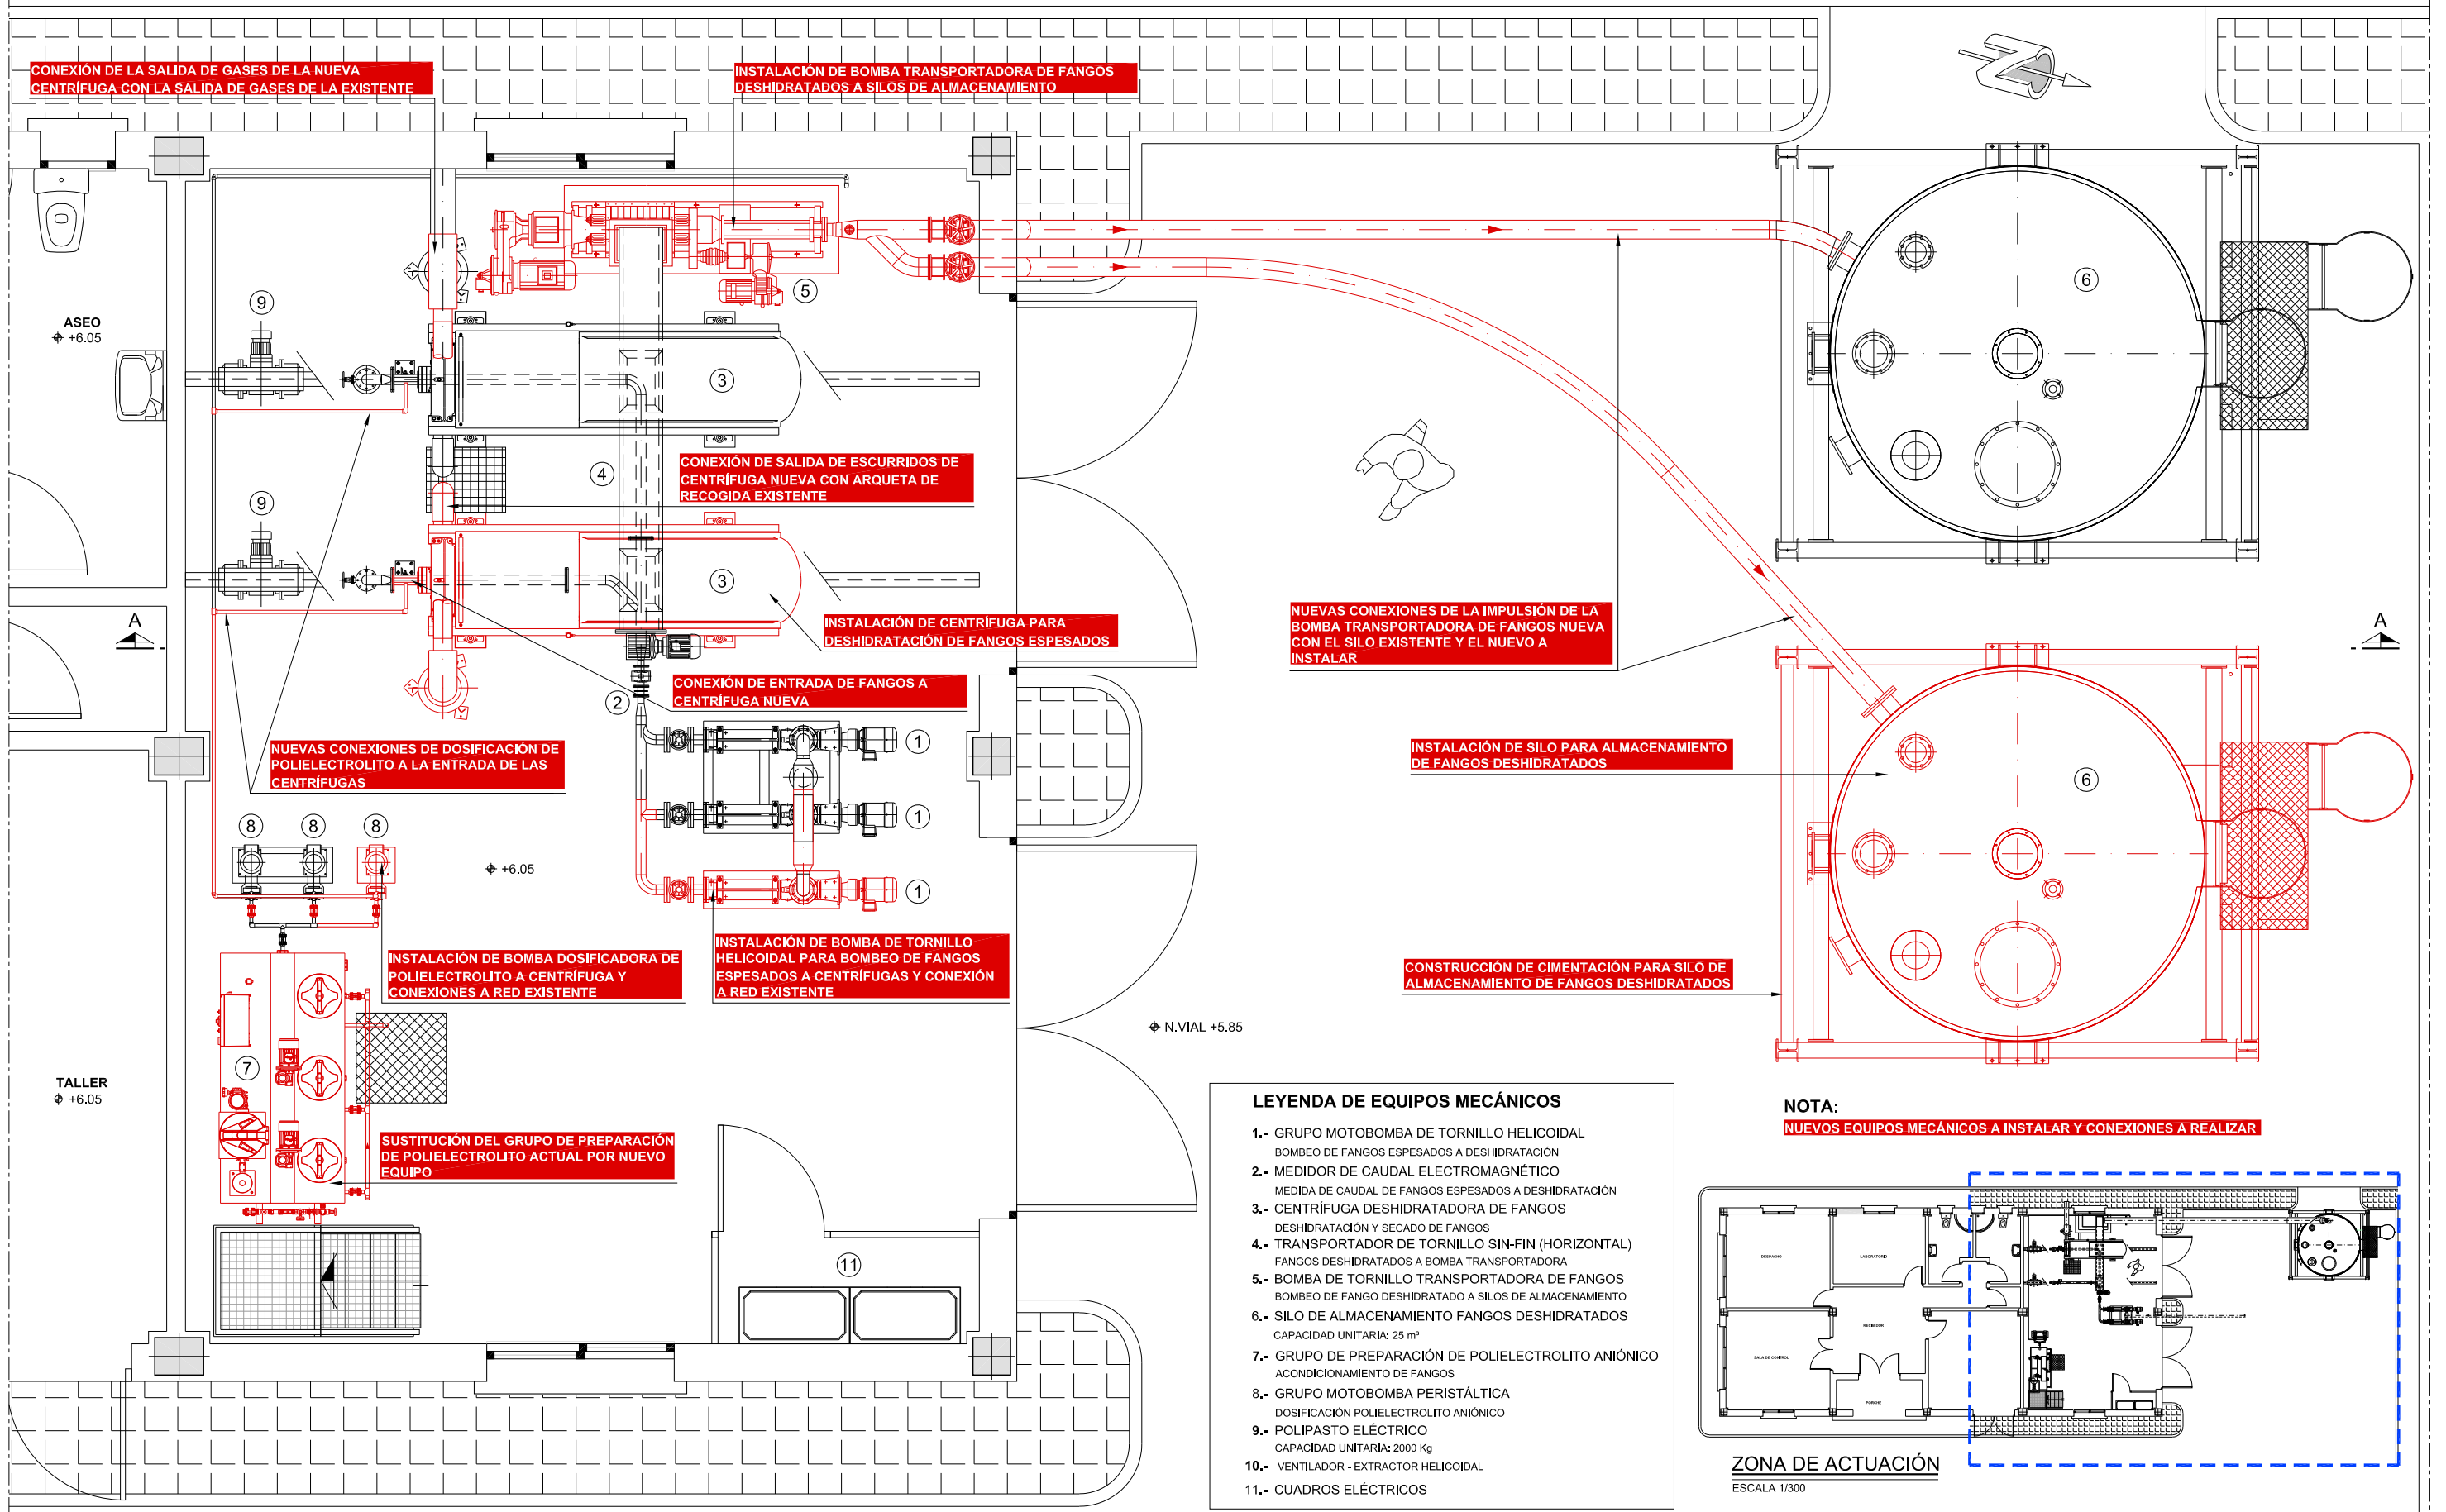 CONEXIÓN DE LA SALIDA DE GASES DE LA NUEVA
CENTRÍFUGA CON LA SALIDA DE GASES DE LA EXISTENTE
INSTALACIÓN DE BOMBA TRANSPORTADORA DE FANGOS
DESHIDRATADOS A SILOS DE ALMACENAMIENTO
5
6
9
ASEO
+6.05
3
4
CONEXIÓN DE SALIDA DE ESCURRIDOS DE
CENTRÍFUGA NUEVA CON ARQUETA DE
RECOGIDA EXISTENTE
9
3
A
INSTALACIÓN DE CENTRÍFUGA PARA
DESHIDRATACIÓN DE FANGOS ESPESADOS
NUEVAS CONEXIONES DE LA IMPULSIÓN DE LA
BOMBA TRANSPORTADORA DE FANGOS NUEVA
CON EL SILO EXISTENTE Y EL NUEVO A
INSTALAR
A
CONEXIÓN DE ENTRADA DE FANGOS A
CENTRÍFUGA NUEVA
2
1
NUEVAS CONEXIONES DE DOSIFICACIÓN DE
POLIELECTROLITO A LA ENTRADA DE LAS
CENTRÍFUGAS
INSTALACIÓN DE SILO PARA ALMACENAMIENTO
DE FANGOS DESHIDRATADOS
6
8
8
8
1
+6.05
1
INSTALACIÓN DE BOMBA DOSIFICADORA DE
POLIELECTROLITO A CENTRÍFUGA Y
CONEXIONES A RED EXISTENTE
INSTALACIÓN DE BOMBA DE TORNILLO
HELICOIDAL PARA BOMBEO DE FANGOS
ESPESADOS A CENTRÍFUGAS Y CONEXIÓN
A RED EXISTENTE
CONSTRUCCIÓN DE CIMENTACIÓN PARA SILO DE
ALMACENAMIENTO DE FANGOS DESHIDRATADOS
N.VIAL +5.85
7
TALLER
+6.05
SUSTITUCIÓN DEL GRUPO DE PREPARACIÓN
DE POLIELECTROLITO ACTUAL POR NUEVO
EQUIPO
11
LEYENDA DE EQUIPOS MECÁNICOS
1.- GRUPO MOTOBOMBA DE TORNILLO HELICOIDAL
BOMBEO DE FANGOS ESPESADOS A DESHIDRATACIÓN
2.- MEDIDOR DE CAUDAL ELECTROMAGNÉTICO
MEDIDA DE CAUDAL DE FANGOS ESPESADOS A DESHIDRATACIÓN
3.- CENTRÍFUGA DESHIDRATADORA DE FANGOS
DESHIDRATACIÓN Y SECADO DE FANGOS
4.- TRANSPORTADOR DE TORNILLO SIN-FIN (HORIZONTAL)
FANGOS DESHIDRATADOS A BOMBA TRANSPORTADORA
5.- BOMBA DE TORNILLO TRANSPORTADORA DE FANGOS
BOMBEO DE FANGO DESHIDRATADO A SILOS DE ALMACENAMIENTO
6.- SILO DE ALMACENAMIENTO FANGOS DESHIDRATADOS
CAPACIDAD UNITARIA: 25 m³
7.- GRUPO DE PREPARACIÓN DE POLIELECTROLITO ANIÓNICO
ACONDICIONAMIENTO DE FANGOS
8.- GRUPO MOTOBOMBA PERISTÁLTICA
DOSIFICACIÓN POLIELECTROLITO ANIÓNICO
9.- POLIPASTO ELÉCTRICO
CAPACIDAD UNITARIA: 2000 Kg
10.- VENTILADOR - EXTRACTOR HELICOIDAL
11.- CUADROS ELÉCTRICOS
NOTA:
NUEVOS EQUIPOS MECÁNICOS A INSTALAR Y CONEXIONES A REALIZAR
DESPACHO
LABORATORIO
RECIBIDOR
SALA DE CONTROL
PORCHE
ZONA DE ACTUACIÓN
ESCALA 1/300